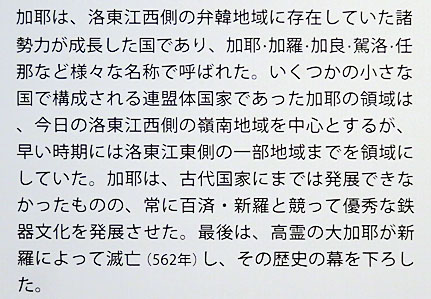 加耶は、洛東江西側の弁韓地域に存在していた諸
勢力が成長した国であり、加耶·加羅·加良·駕洛·任
那など様々な名称で呼ばれた。いくつかの小さな
国で構成される連盟体国家であった加耶の領域は
、今日の洛東江西側の嶺南地域を中心とするが、
早い時期には洛東江東側の一部地域までを領域に
していた。加耶は、古代国家にまでは発展できな
かったものの、常に百済・新羅と競って優秀な鉄
器文化を発展させた。最後は、高霊の大加耶が新
羅によって滅亡（562年）し、その歴史の幕を下ろし
た。